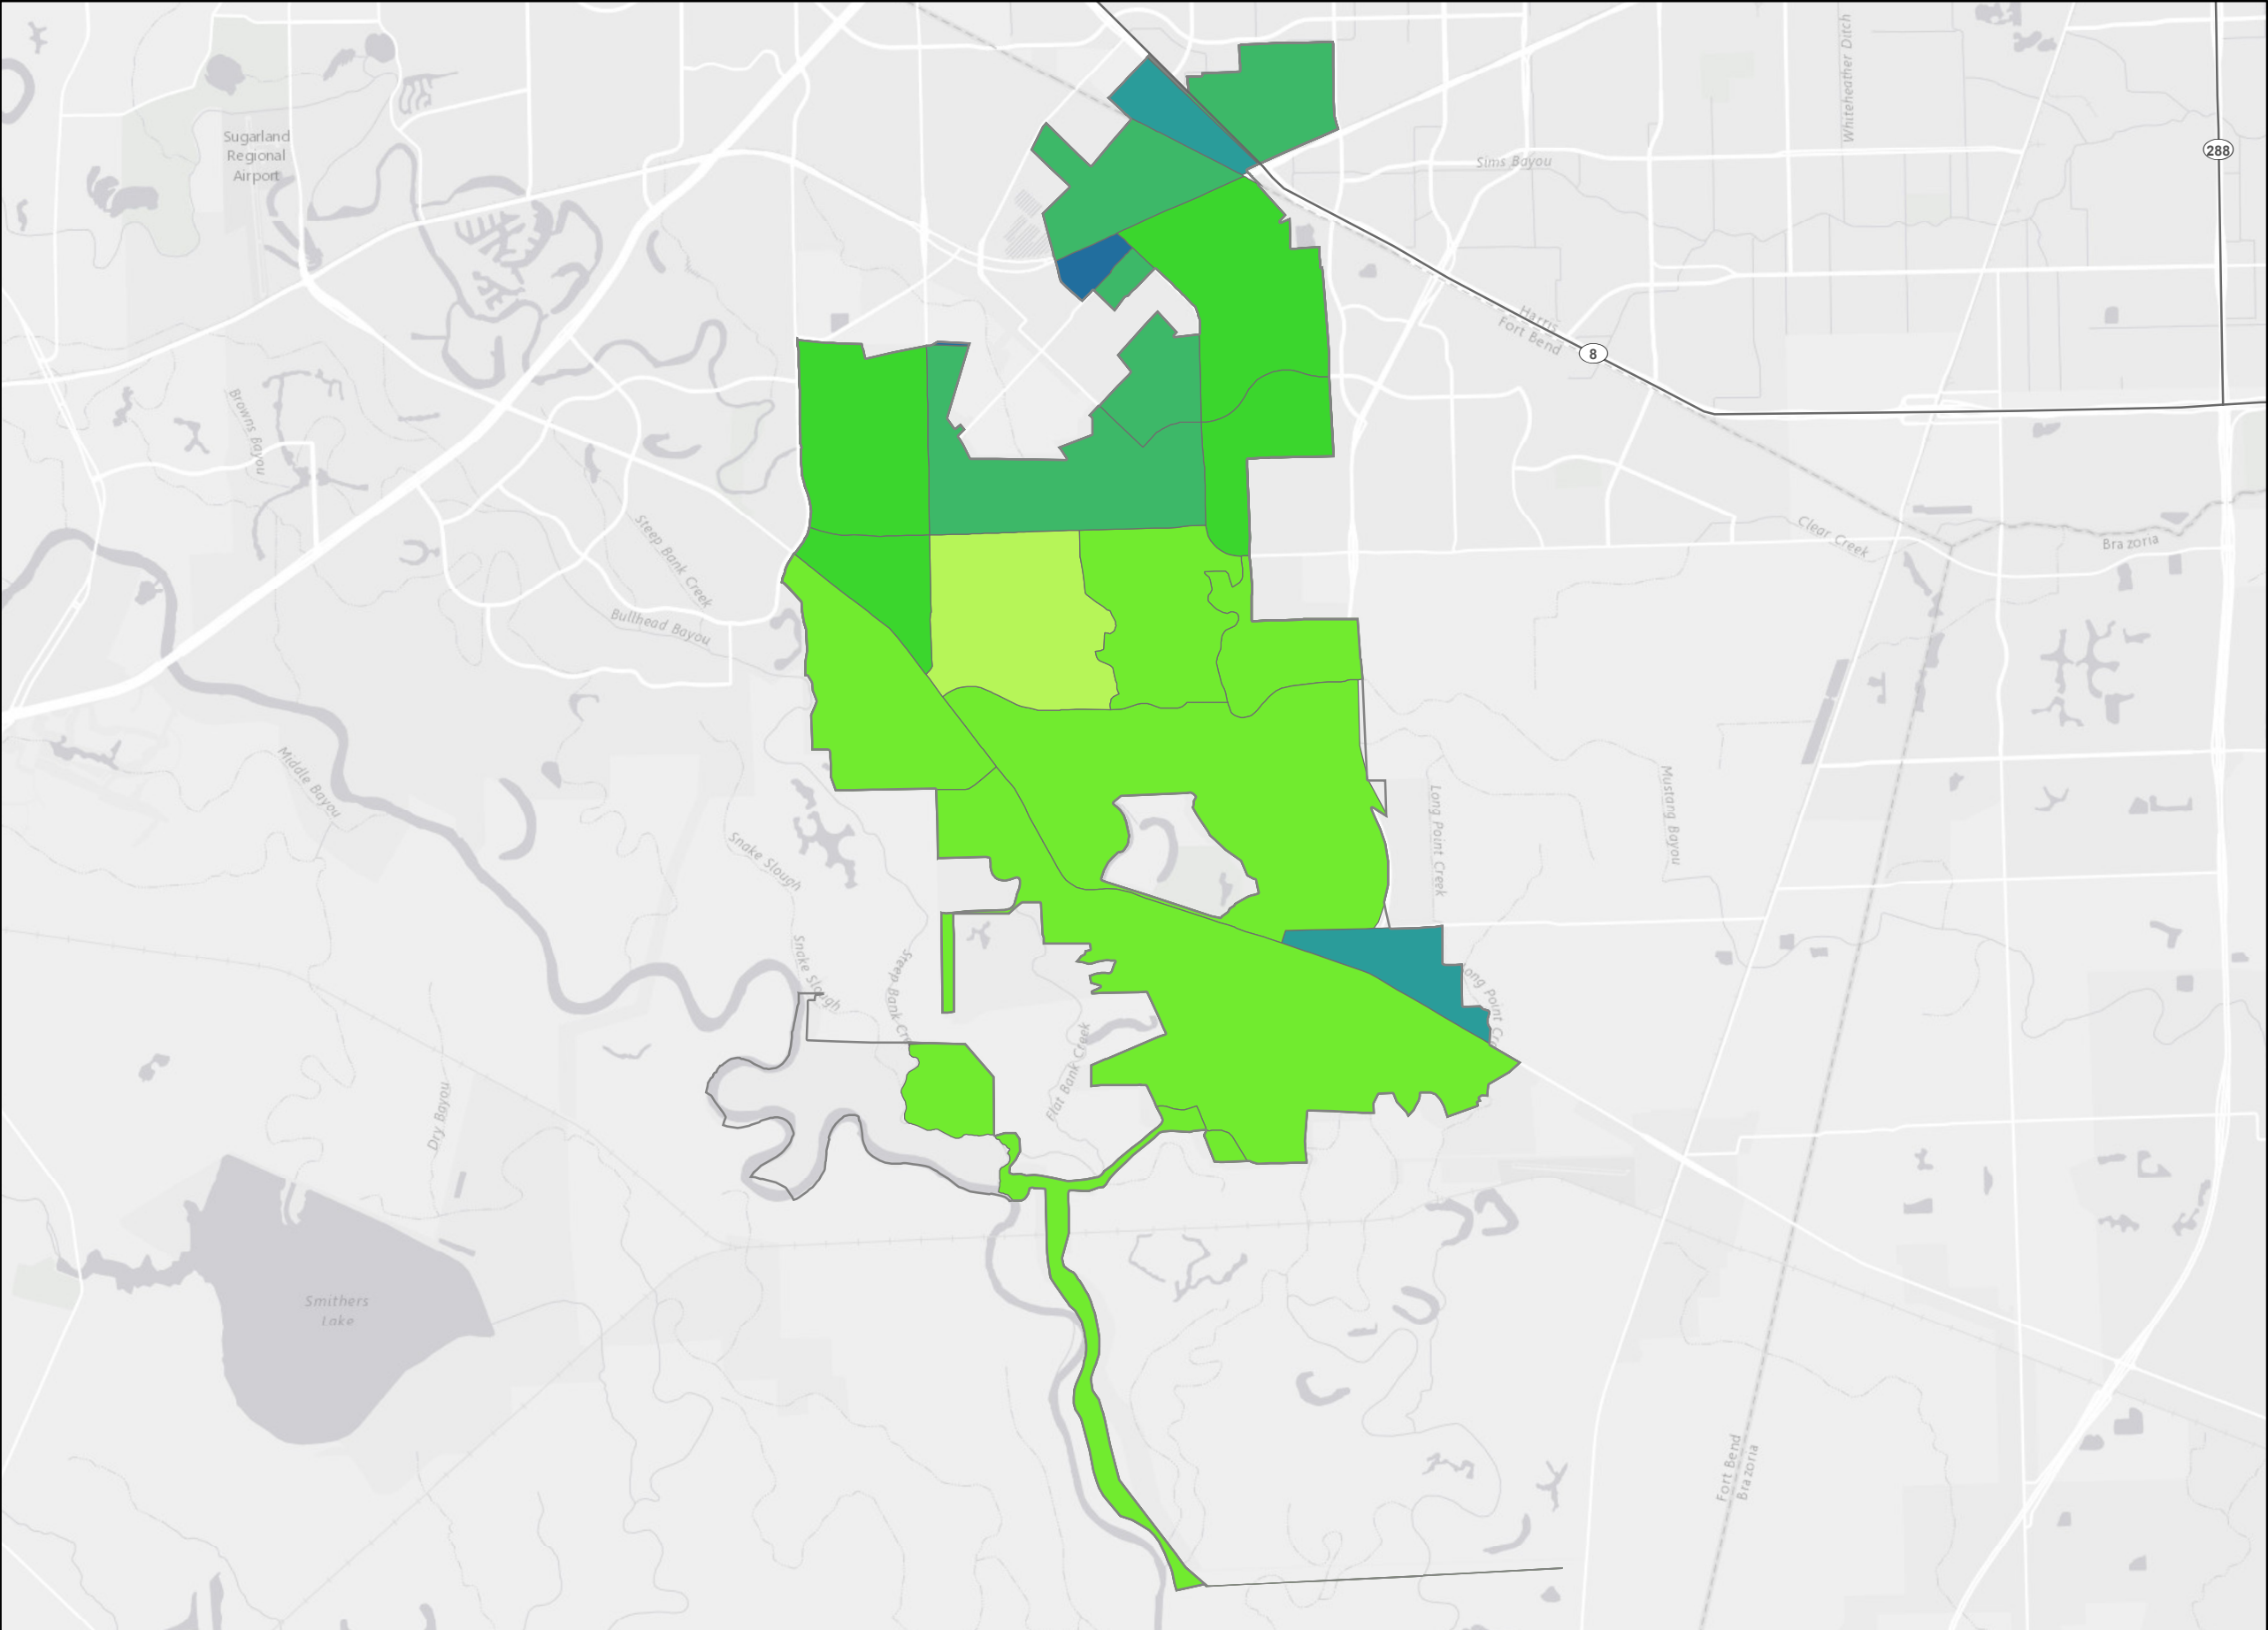 Whiteheather Ditch
Sugarland
Regional
Airport
288
Sims Bayou
Harris
Fort Bend
8
Browns Bayou
Steep Bank Creek
Clear Creek
Brazoria
Bullhead Bayou
Middle Bayou
Mustang Bayou
Long Point Creek
Snake Slough
Snake Slough
Steep Bank Cre
Long Point Cr
Flat Bank Creek
Dry Bayou
Smithers
Lake
Fort Bend
Brazoria